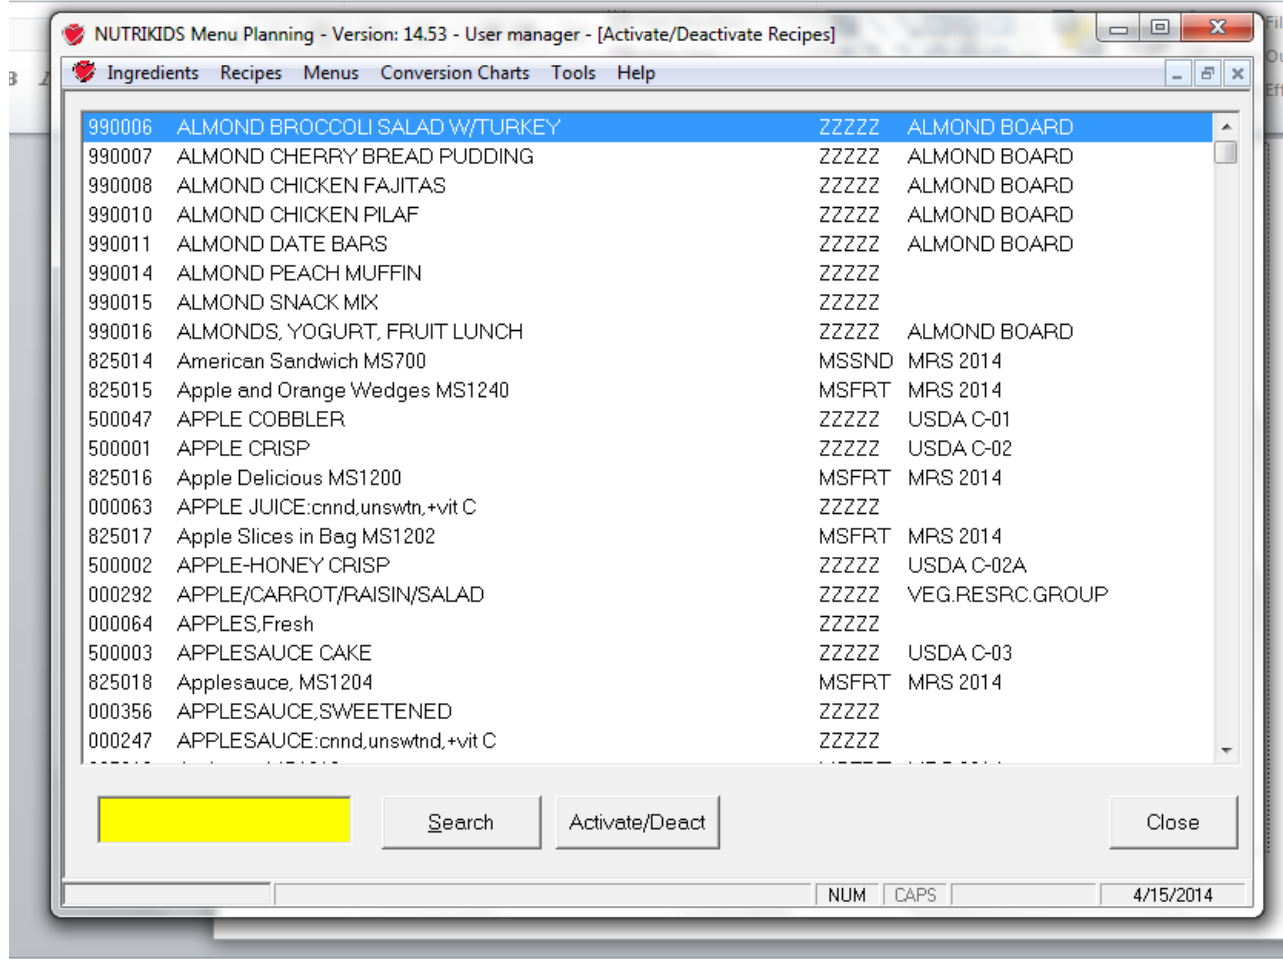 NUTRIKIDS Menu Planning - Version: 14.53 - User manager - [Activate/Deactivate Recipes]
Ingredients Recipes Menus Conversion Charts Tools Help
990006 ALMOND BROCCOLI SALAD W/TURKEY ZZZZZ ALMOND BOARD
990007 ALMOND CHERRY BREAD PUDDING ZZZZZ ALMOND BOARD
990008 ALMOND CHICKEN FAJITAS ZZZZZ ALMOND BOARD
990010 ALMOND CHICKEN PILAF ZZZZZ ALMOND BOARD
990011 ALMOND DATE BARS ZZZZZ ALMOND BOARD
990014 ALMOND PEACH MUFFIN ZZZZZ
990015 ALMOND SNACK MIX ZZZZZ
990016 ALMONDS, YOGURT, FRUIT LUNCH ZZZZZ ALMOND BOARD
825014 American Sandwich MS700 MSSND MRS 2014
825015 Apple and Orange Wedges MS1240 MSFRT MRS 2014
500047 APPLE COBBLER ZZZZZ USDA C-01
500001 APPLE CRISP ZZZZZ USDA C-02
825016 Apple Delicious MS1200 MSFRT MRS 2014
000063 APPLE JUICE:cnnd,unswtn,+vit C ZZZZZ
825017 Apple Slices in Bag MS1202 MSFRT MRS 2014
500002 APPLE-HONEY CRISP ZZZZZ USDA C-02A
000292 APPLE/CARROT/RAISIN/SALAD ZZZZZ VEG.RESRC.GROUP
000064 APPLES,Fresh ZZZZZ
500003 APPLESAUCE CAKE ZZZZZ USDA C-03
825018 Applesauce, MS1204 MSFRT MRS 2014
000356 APPLESAUCE,SWEETENED ZZZZZ
000247 APPLESAUCE:cnnd,unswtnd,+vit C ZZZZZ
Search Activate/Deact Close
NUM CAPS 4/15/2014